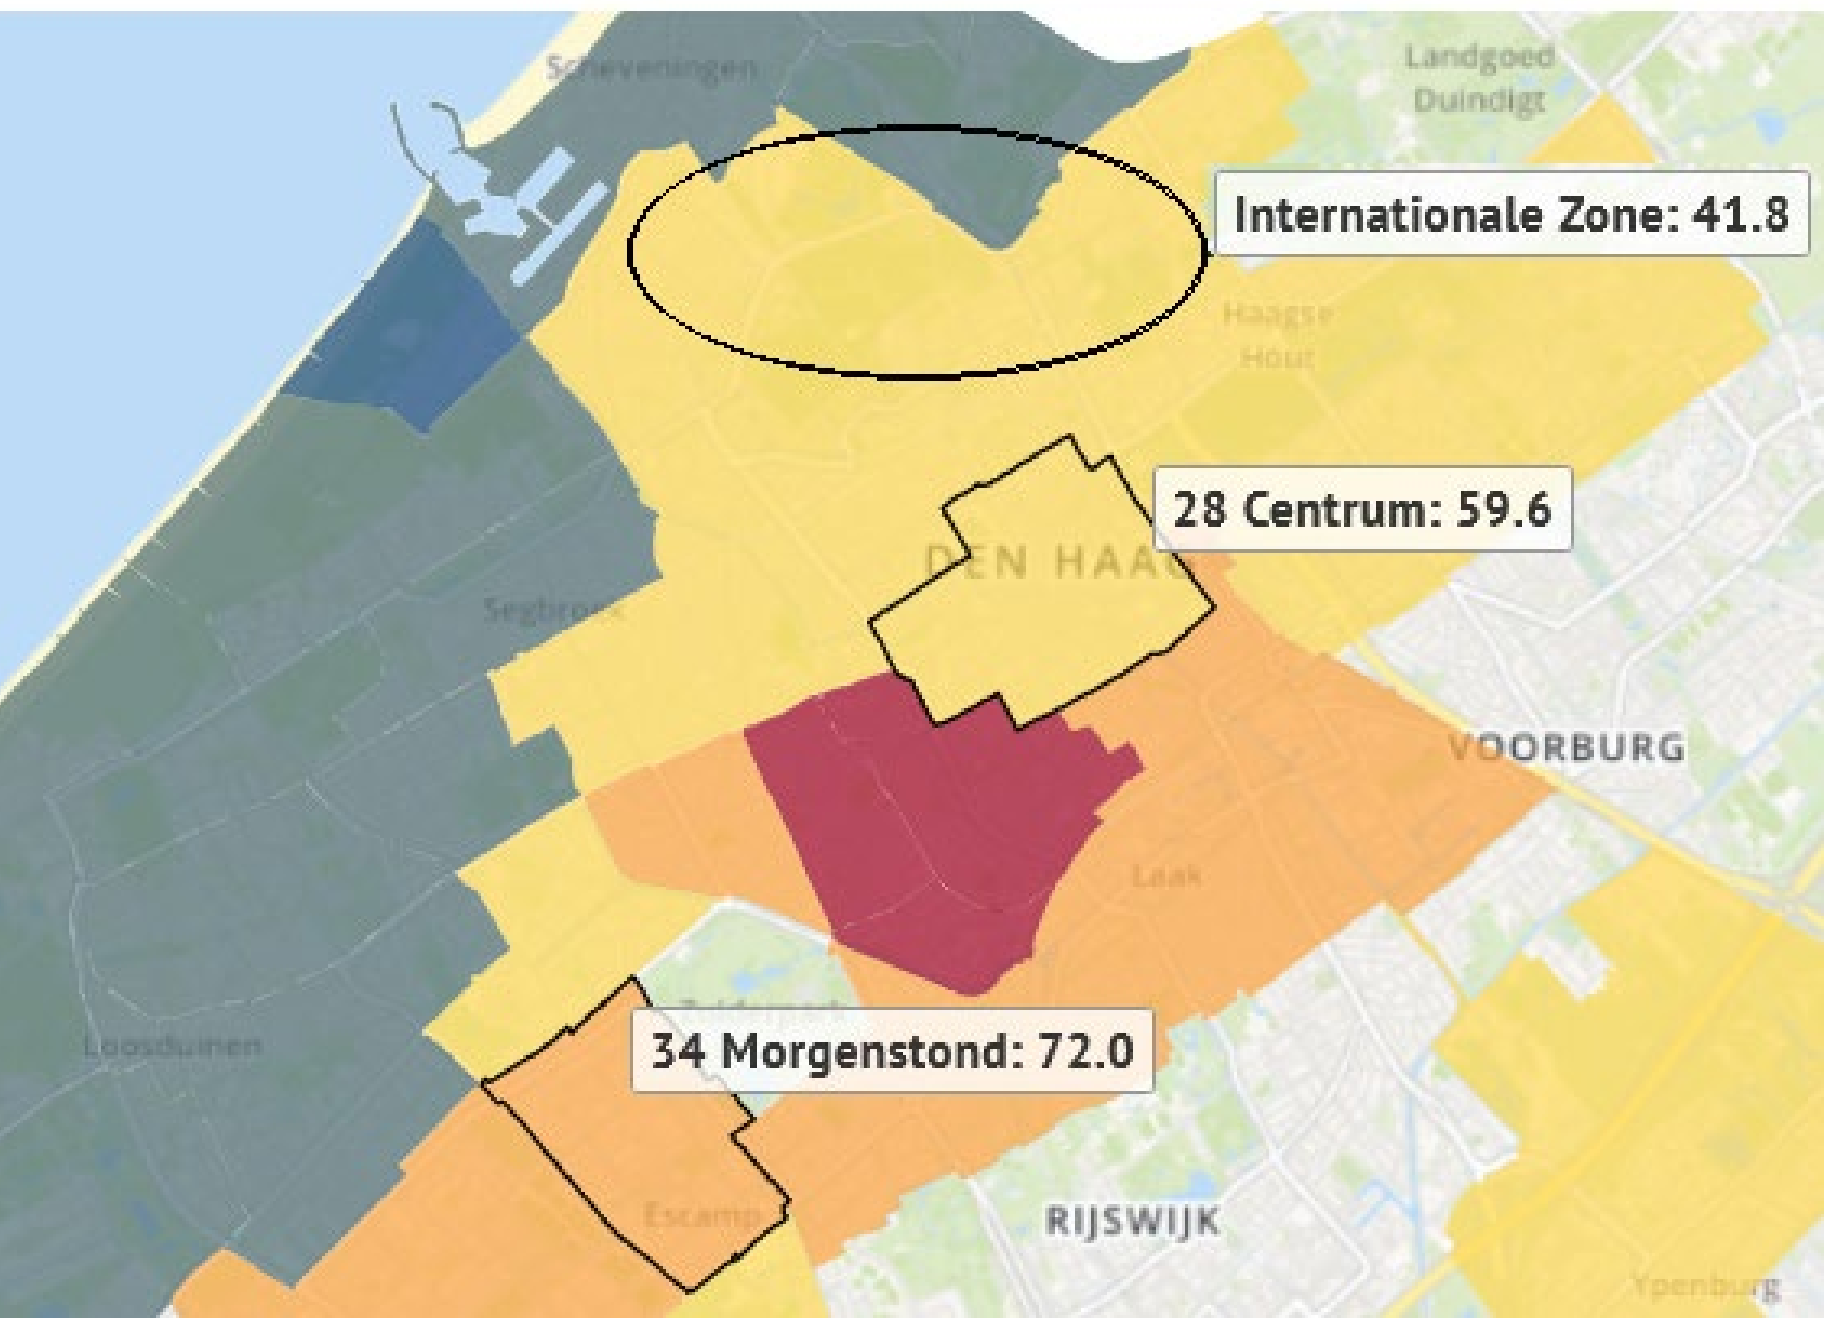 Scheveningen
Landgoed
Duindigt
Internationale Zone: 41.8
Haagse
Hout
28 Centrum: 59.6
DEN HAAG
Segbroek
VOORBURG
Laak
Zuiderpark
34 Morgenstond: 72.0
Loosduinen
Escamp
RIJSWIJK
Ypenburg